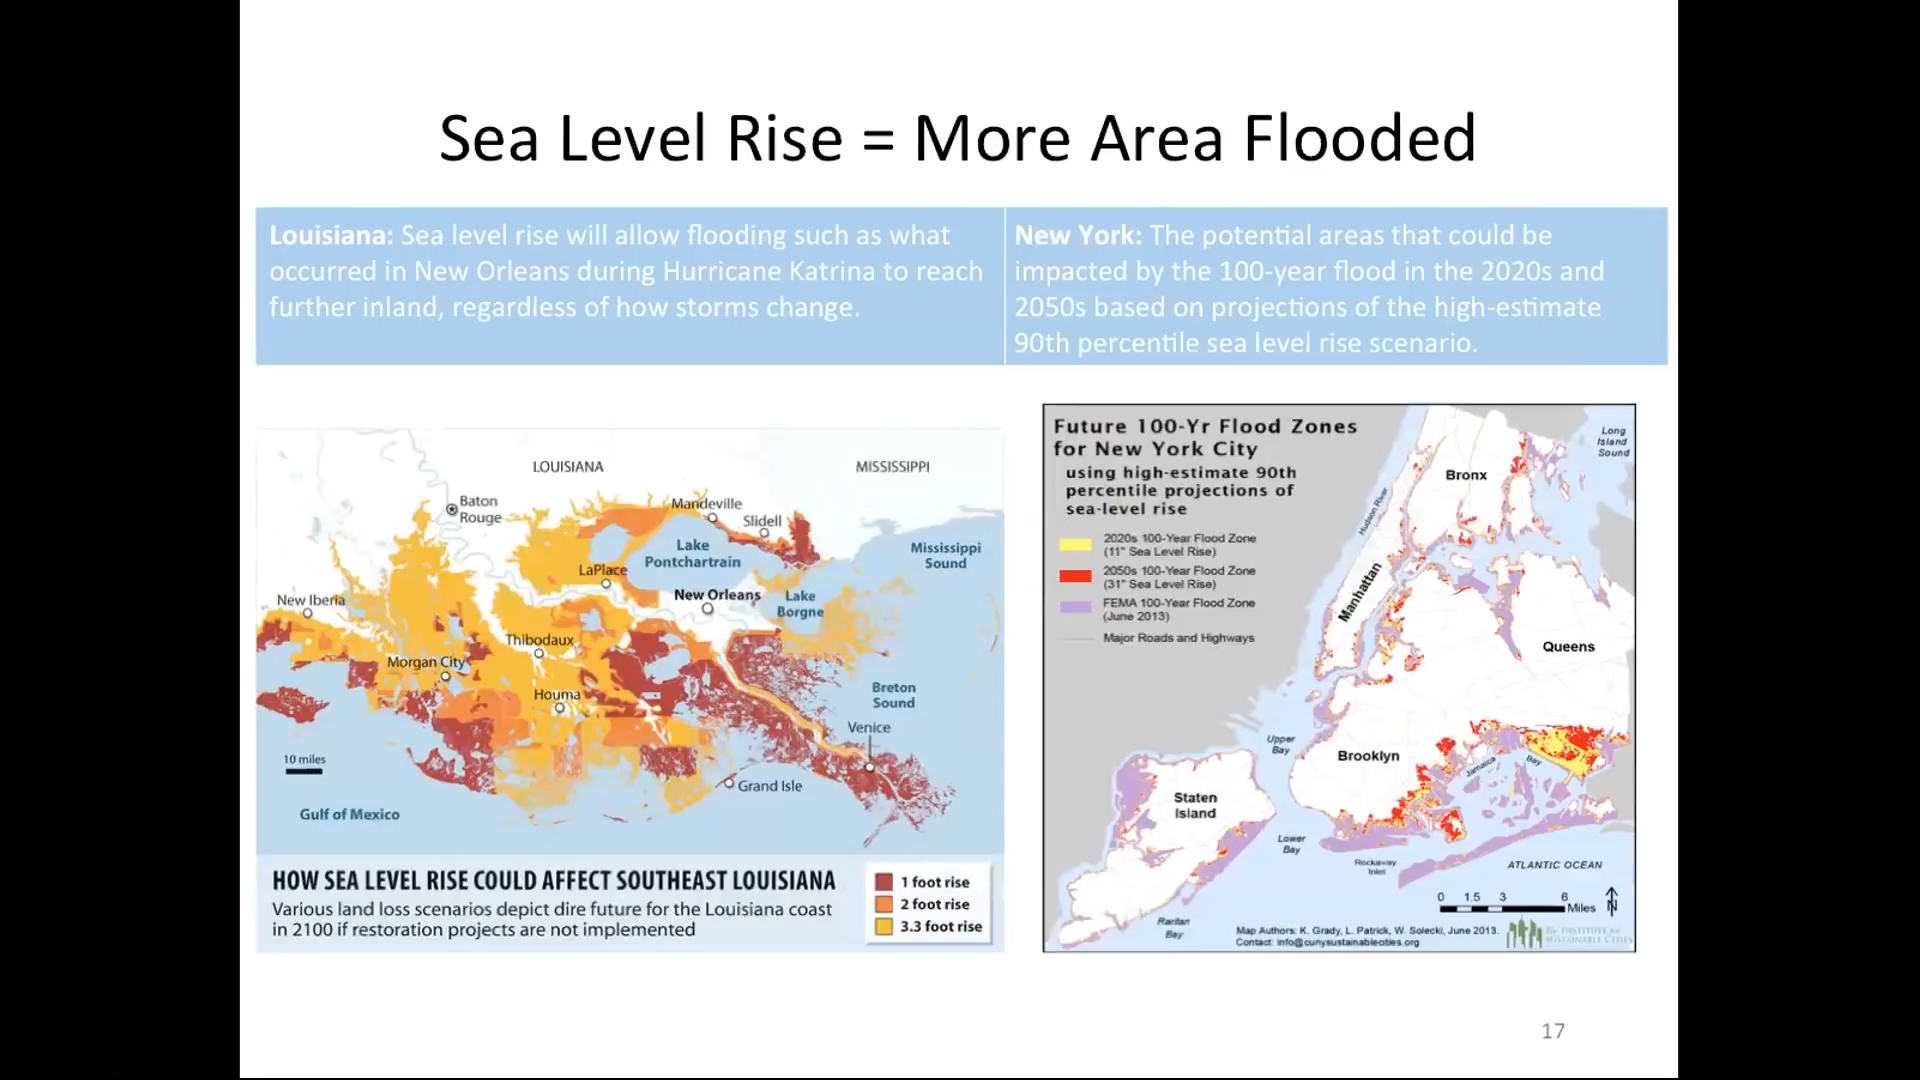 Sea Level Rise = More Area Flooded
Louisiana: Sea level rise will allow flooding such as what
occurred in New Orleans during Hurricane Katrina to reach
further inland, regardless of how storms change.
New York: The potential areas that could be
impacted by the 100-year flood in the 2020s and
2050s based on projections of the high-estimate
90th percentile sea level rise scenario.
LOUISIANA
MISSISSIPPI
Baton
Rouge
Mandeville
Slidell
Lake
Pontchartrain
Mississippi
Sound
LaPlace
New Orleans
Lake
Borgne
New Iberia
Thibodaux
Morgan City
Houma
Breton
Sound
Venice
10 miles
Grand Isle
Gulf of Mexico
HOW SEA LEVEL RISE COULD AFFECT SOUTHEAST LOUISIANA
Various land loss scenarios depict dire future for the Louisiana coast
in 2100 if restoration projects are not implemented
1 foot rise
2 foot rise
3.3 foot rise
Future 100-Yr Flood Zones
for New York City
using high-estimate 90th
percentile projections of
sea-level rise
2020s 100-Year Flood Zone
(11" Sea Level Rise)
2050s 100-Year Flood Zone
(31" Sea Level Rise)
FEMA 100-Year Flood Zone
(June 2013)
Major Roads and Highways
Long
Island
Sound
Bronx
Hudson River
Manhattan
Queens
Upper
Bay
Brooklyn
Jamaica
Bay
Staten
Island
Lower
Bay
Rockaway
Inlet
ATLANTIC OCEAN
0 1.5 3 6
Miles
N
Raritan
Bay
Map Authors: K. Grady, L. Patrick, W. Solecki, June 2013.
Contact: info@cunysustainablecities.org
The INSTITUTE for
SUSTAINABLE CITIES
17